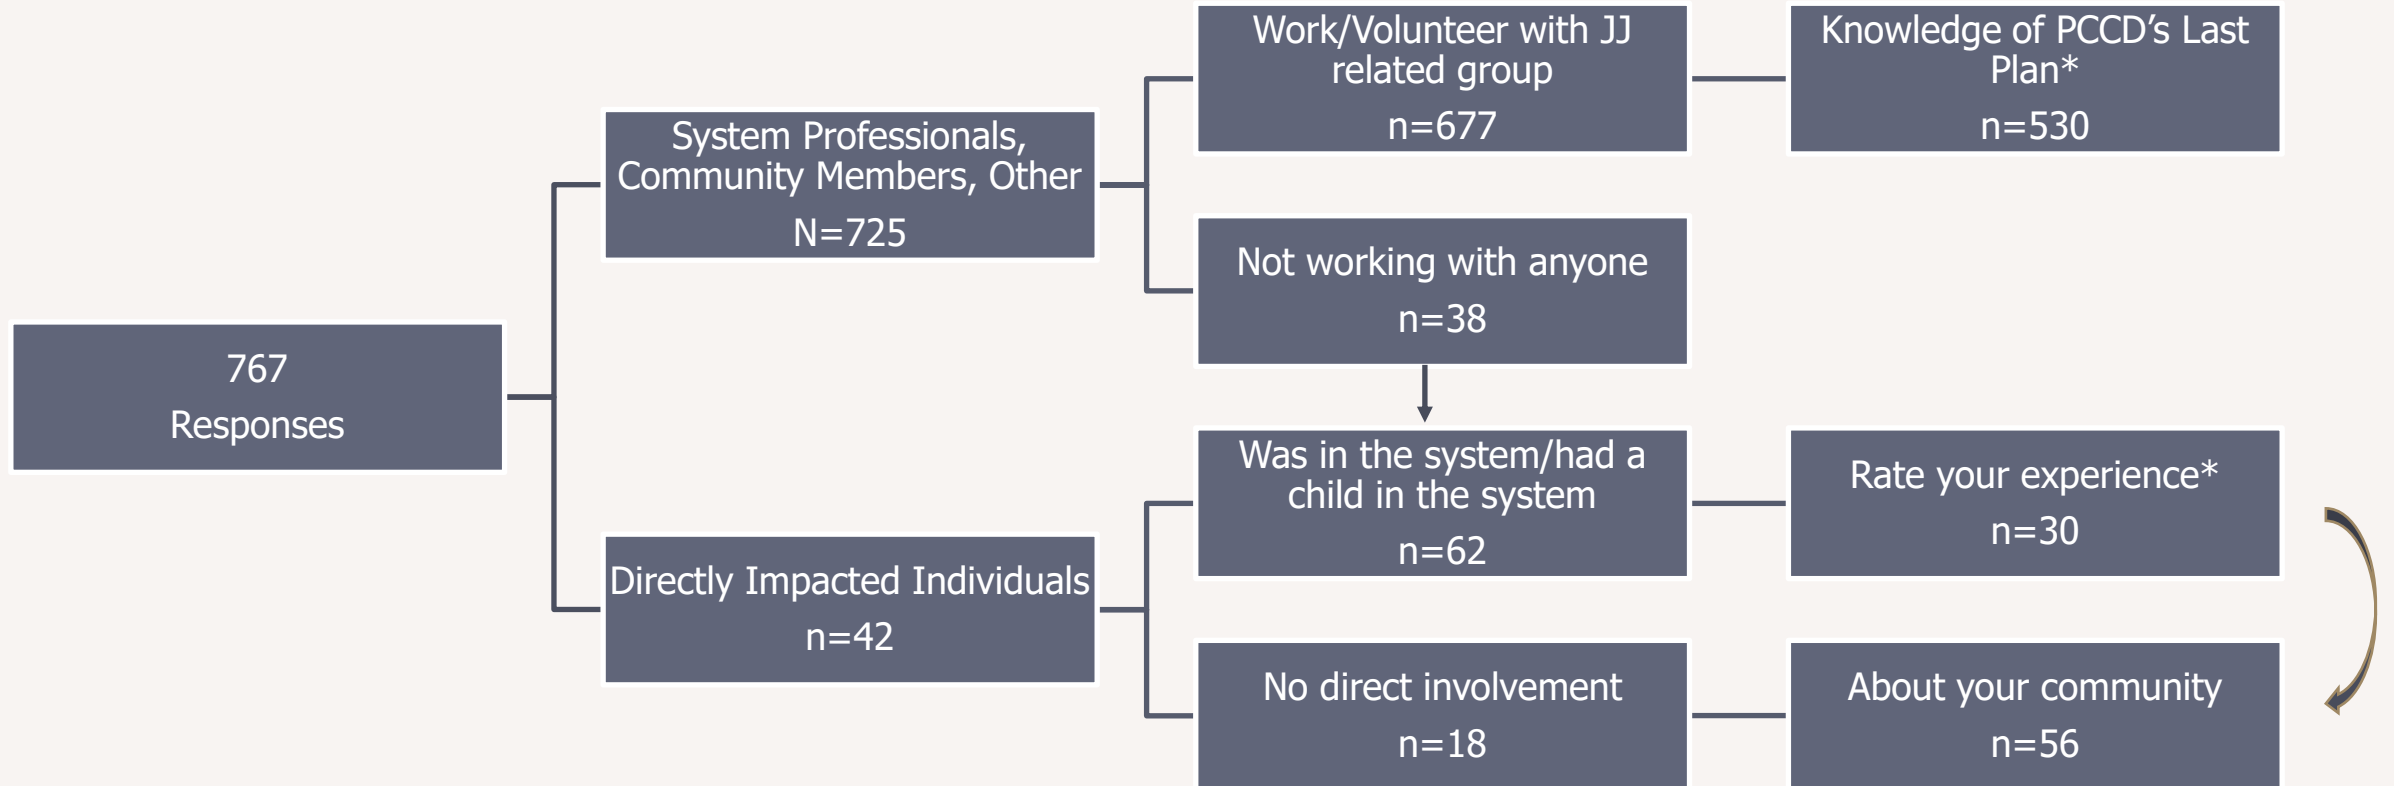 767
Responses
System Professionals,
Community Members, Other
N=725
Directly Impacted Individuals
n=42
Work/Volunteer with JJ
related group
n=677
Not working with anyone
n=38
Was in the system/had a
child in the system
n=62
No direct involvement
n=18
Knowledge of PCCD’s Last
Plan*
n=530
Rate your experience*
n=30
About your community
n=56